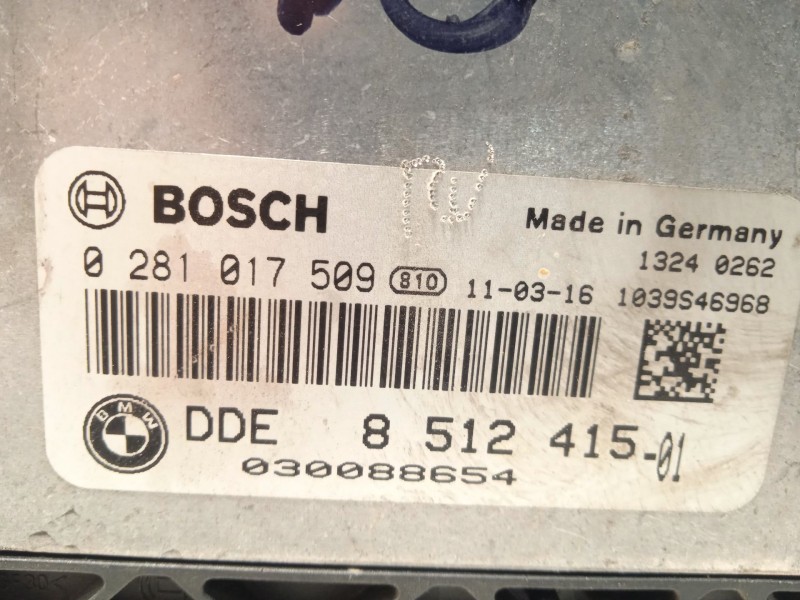 BOSCH
Made in Germany
1324 0262
0 281 017 509 810 11-03-16 1039S46968
BMW
DDE 8 512 415-01
030088654